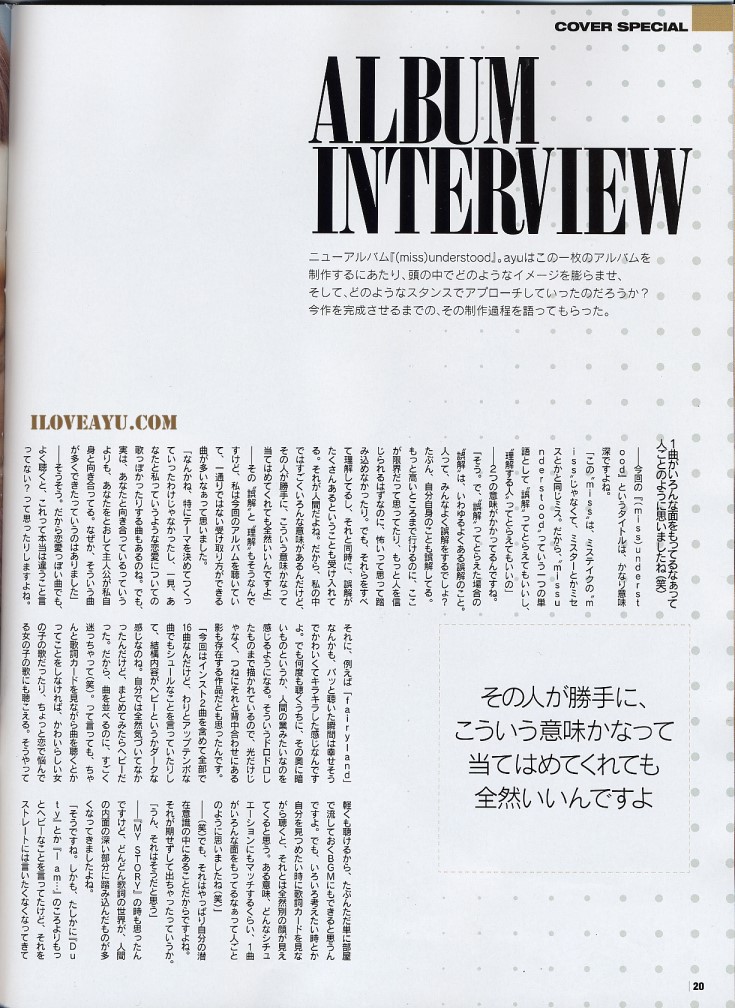 COVER SPECIAL
ALBUM
INTERVIEW
ニューアルバム『(miss)understood』。ayuはこの一枚のアルバムを
制作するにあたり、頭の中でどのようなイメージを膨らませ、
そして、どのようなスタンスでアプローチしていったのだろうか？
今作を完成させるまでの、その制作過程を語ってもらった。
ILOVEAYU.COM
1曲がいろんな面をもってるなぁって
人ごとのように思いましたね（笑）
――今回の『(miss)underst
ood』というタイトルは、かなり意味
深ですよね。
「この“miss”は、ミステイクの“m
iss”じゃなくて、ミスターとかミセ
スとかと同じミス。だから、“missu
nderstood”っていう一つの単
語として“誤解”ってとらえてもいいし、
“理解する人”ってとらえてもいいの」
――2つの意味がかかってるんですね。
「そう。で、“誤解”ってとらえた場合の
“誤解”は、いわゆるよくある誤解のこと。
人って、みんなよく誤解をするでしょ？
たぶん、自分自身のことも誤解してる。
もっと高いところまで行けるのに、ここ
が限界だって思ってたり、もっと人を信
じられるはずなのに、怖いって思って踏
み込めなかったり。でも、それらをすべ
て理解してるし、それと同時に、誤解が
たくさんあるということも受け入れて
る。それが人間だよね。だから、私の中
ではすごくいろんな意味があるんだけど、
その人が勝手に、こういう意味かなって
当てはめてくれても全然いいんですよ」
――その“誤解”と“理解”もそうなんで
すけど、私は今回のアルバムを聴いてい
て、一通りではない受け取り方ができる
曲が多いなぁって思いました。
「なんかね、特にテーマを決めてつくっ
ていったわけじゃなかったし、一見、あ
なたと私っていうような恋愛についての
歌っぽかったりする曲もあるのね。でも、
実は、あなたと向き合っているっていう
よりも、あなたをとおして主人公が私自
身と向き合ってる。なぜか、そういう曲
が多くできたっていうのはありました」
――そうそう。だから恋愛っぽい曲でも、
よく聴くと、これって本当は違うこと言
ってない？って思ったりしますよね。
それに、例えば「fairyland」
なんかも、パッと聴いた瞬間は幸せそう
でかわいくてキラキラした感じなんです
よ。でも何度も聴くうちに、その奥に暗
いものというか、人間の業みたいなのを
感じるようになる。そういうドロドロし
たものまで描かれているので、光だけじ
ゃなく、つねにそれと背中合わせにある
影も存在する作品だとも思ったんです。
「今回はインスト2曲を含めて全部で
16曲なんだけど、わりとアップテンポな
曲でもシュールなことを言っていたりし
て、結構内容がヘビーというかダークな
感じなのね。自分では全然気づいてなか
ったんだけど、まとめてみたらヘビーだ
った。だから、曲を並べるのに、すごく
迷っちゃって（笑）。って言っても、ちゃ
んと歌詞カードを見ながら曲を聴くとか
ってことをしなければ、かわいらしい女
の子の歌だったり、ちょっと恋で悩んで
る女の子の歌にも聴こえる。そうやって
軽くも聴けるから、たぶんただ単に部屋
で流しておくBGMにもできると思うん
ですよ。でも、いろいろ考えたい時とか
自分を見つめたい時に歌詞カードを見な
がら聴くと、それとは全然別の顔が見え
てくると思う。ある意味、どんなシチュ
エーションにもマッチするくらい、1曲
がいろんな面をもってるなぁって人ごと
のように思いましたね（笑）」
――（笑）でも、それはやっぱり自分の潜
在意識の中にあることだからですよね。
それが期せずして出ちゃったっていうか。
「うん、それはそうだと思う」
――『MY STORY』の時も思ったん
ですけど、どんどん歌詞の世界が、人間
の内面の深い部分に踏み込んだものが多
くなってきましたよね。
「そうですね。しかも、たしかに『Du
ty』とか『I am...』のころよりもっ
とヘビーなことを言ってたけど、それを
ストレートには言いたくなくなってきて
その人が勝手に、
こういう意味かなって
当てはめてくれても
全然いいんですよ
20